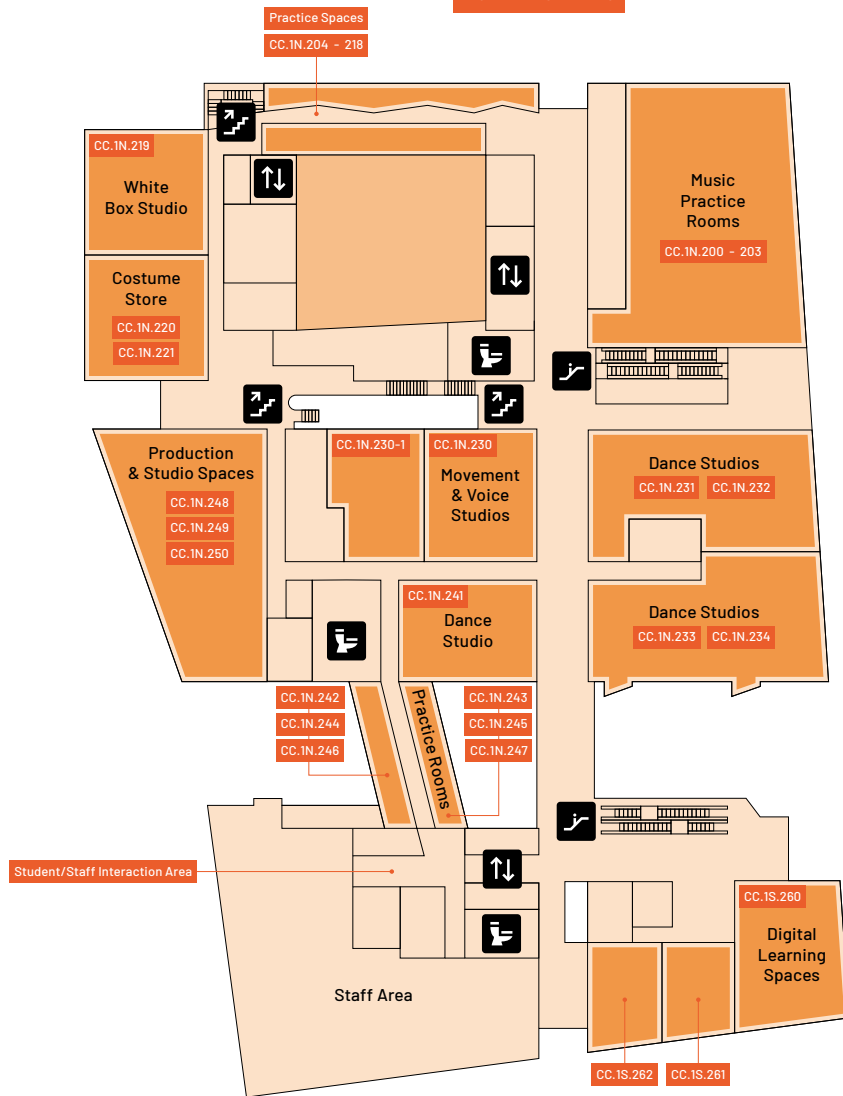 Practice Spaces
CC.1N.204 - 218
CC.1N.219
White
Box Studio
Costume
Store
CC.1N.220
CC.1N.221
Music
Practice
Rooms
CC.1N.200 - 203
Production
& Studio Spaces
CC.1N.248
CC.1N.249
CC.1N.250
CC.1N.230-1
CC.1N.230
Movement
& Voice
Studios
Dance Studios
CC.1N.231 CC.1N.232
Dance Studios
CC.1N.233 CC.1N.234
CC.1N.241
Dance
Studio
CC.1N.242
CC.1N.244
CC.1N.246
Practice Rooms
CC.1N.243
CC.1N.245
CC.1N.247
Student/Staff Interaction Area
Staff Area
CC.1S.260
Digital
Learning
Spaces
CC.1S.262 CC.1S.261